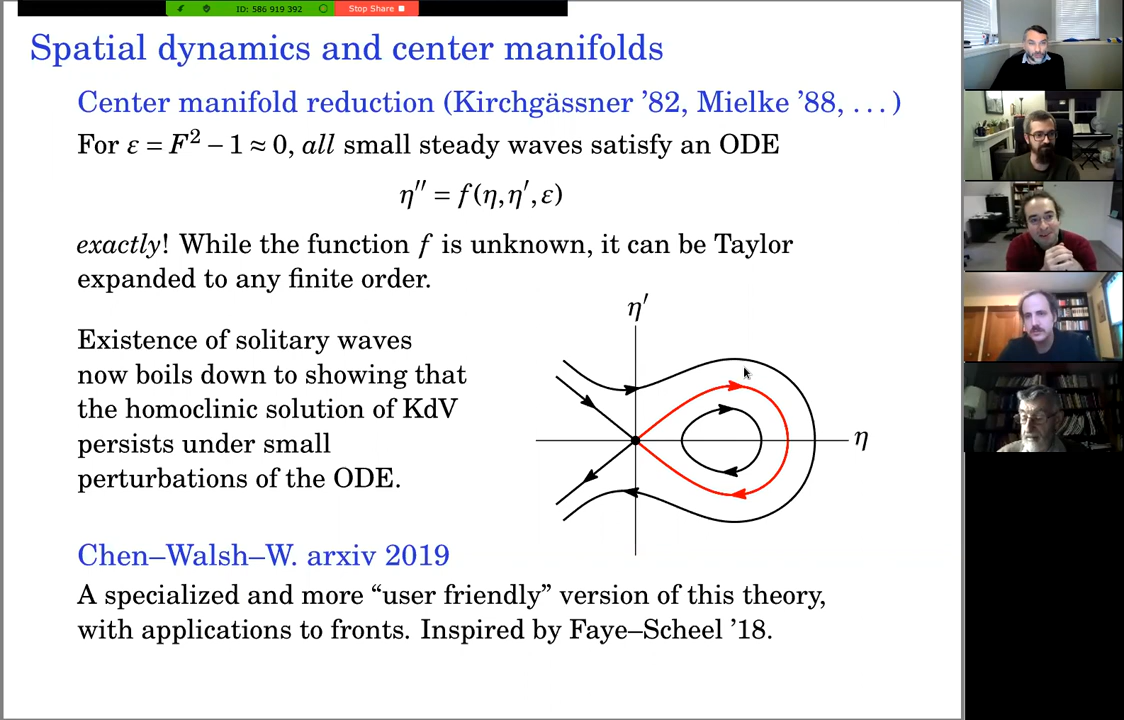 ID: 586 919 392
Stop Share
Spatial dynamics and center manifolds
Center manifold reduction (Kirchgässner ’82, Mielke ’88, . . . )
For ε = F² − 1 ≈ 0, all small steady waves satisfy an ODE
η′′ = f(η,η′,ε)
exactly! While the function f is unknown, it can be Taylor
expanded to any finite order.
Existence of solitary waves
now boils down to showing that
the homoclinic solution of KdV
persists under small
perturbations of the ODE.
η′
η
Chen–Walsh–W. arxiv 2019
A specialized and more “user friendly” version of this theory,
with applications to fronts. Inspired by Faye–Scheel ’18.